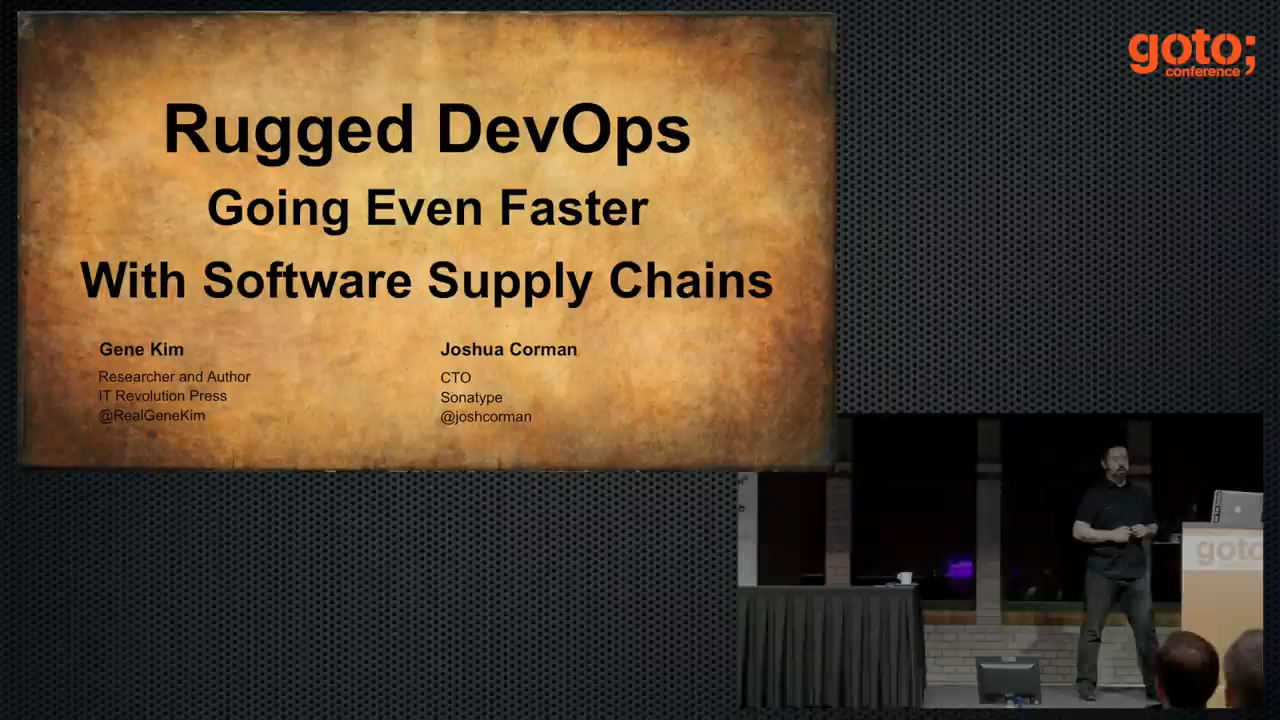 Rugged DevOps
Going Even Faster
With Software Supply Chains
Gene Kim
Researcher and Author
IT Revolution Press
@RealGeneKim
Joshua Corman
CTO
Sonatype
@joshcorman
goto;
conference
goto